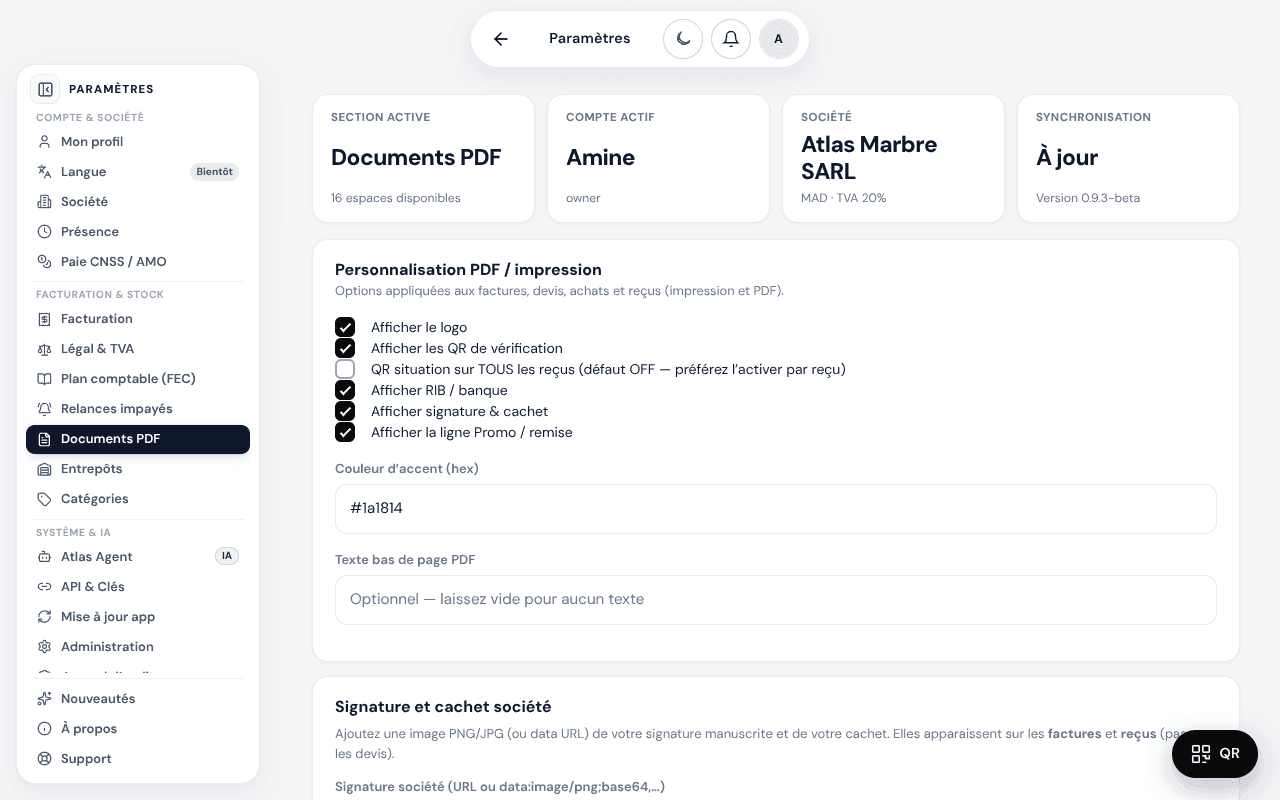 Paramètres
A
PARAMÈTRES
COMPTE & SOCIÉTÉ
Mon profil
Langue
Bientôt
Société
Présence
Paie CNSS / AMO
FACTURATION & STOCK
Facturation
Légal & TVA
Plan comptable (FEC)
Relances impayés
Documents PDF
Entrepôts
Catégories
SYSTÈME & IA
Atlas Agent
IA
API & Clés
Mise à jour app
Administration
Nouveautés
À propos
Support
SECTION ACTIVE
Documents PDF
16 espaces disponibles
COMPTE ACTIF
Amine
owner
SOCIÉTÉ
Atlas Marbre
SARL
MAD · TVA 20%
SYNCHRONISATION
À jour
Version 0.9.3-beta
Personnalisation PDF / impression
Options appliquées aux factures, devis, achats et reçus (impression et PDF).
Afficher le logo
Afficher les QR de vérification
QR situation sur TOUS les reçus (défaut OFF — préférez l’activer par reçu)
Afficher RIB / banque
Afficher signature & cachet
Afficher la ligne Promo / remise
Couleur d’accent (hex)
#1a1814
Texte bas de page PDF
Optionnel — laissez vide pour aucun texte
Signature et cachet société
Ajoutez une image PNG/JPG (ou data URL) de votre signature manuscrite et de votre cachet. Elles apparaissent sur les factures et reçus
les devis).
Signature société (URL ou data:image/png;base64,…)
QR